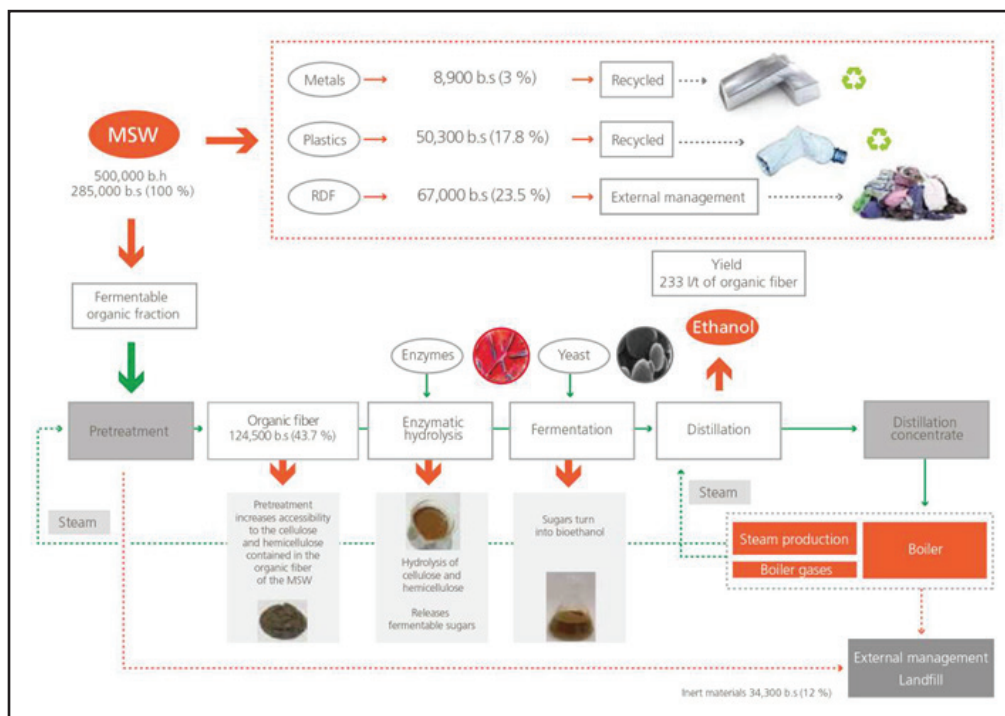 Metals
8,900 b.s (3 %)
Recycled
MSW
500,000 b.h
285,000 b.s (100 %)
Plastics
50,300 b.s (17.8 %)
Recycled
RDF
67,000 b.s (23.5 %)
External management
Yield
233 l/t of organic fiber
Fermentable
organic fraction
Ethanol
Enzymes
Yeast
Pretreatment
Organic fiber
124,500 b.s (43.7 %)
Enzymatic
hydrolysis
Fermentation
Distillation
Distillation
concentrate
Steam
Pretreatment
increases accessibility
to the cellulose
and hemicellulose
contained in the
organic fiber
of the MSW
Hydrolysis of
cellulose and
hemicellulose
Releases
fermentable sugars
Sugars turn
into bioethanol
Steam
Steam production
Boiler gases
Boiler
External management
Landfill
Inert materials 34,300 b.s (12 %)